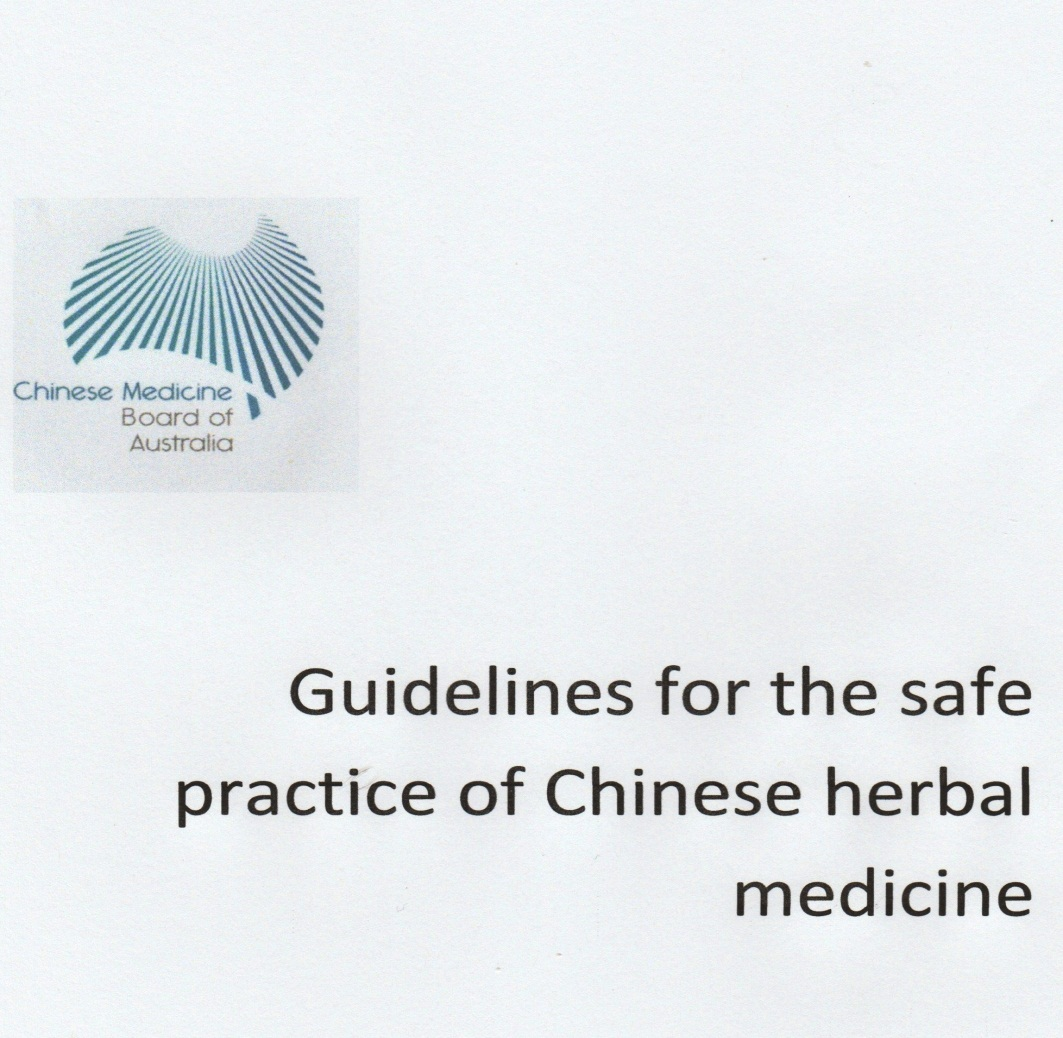 Chinese Medicine
Board of
Australia
Guidelines for the safe
practice of Chinese herbal
medicine